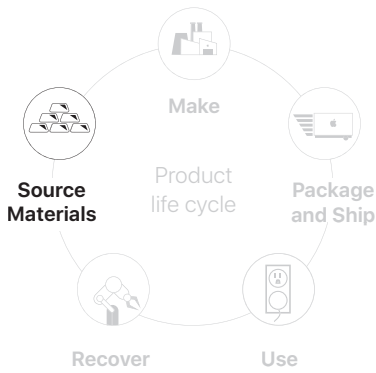 Make
Source
Materials
Product
life cycle
Package
and Ship
Recover
Use